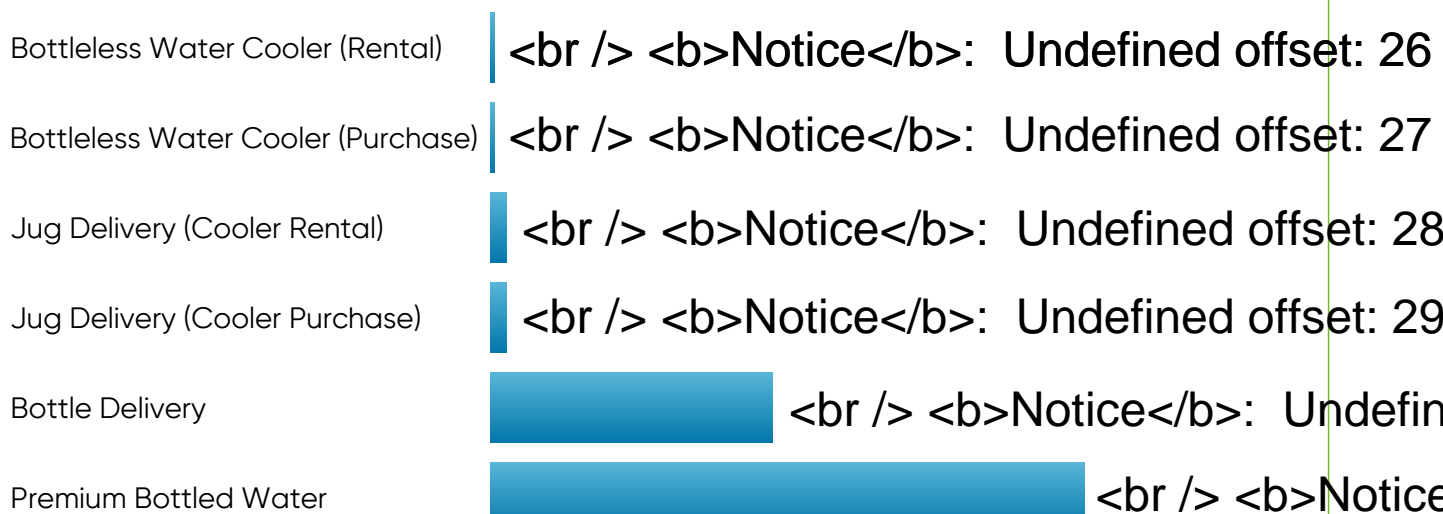 Bottleless Water Cooler (Rental) <br /> <b>Notice</b>: Undefined offset: 26
Bottleless Water Cooler (Purchase) <br /> <b>Notice</b>: Undefined offset: 27
Jug Delivery (Cooler Rental) <br /> <b>Notice</b>: Undefined offset: 28
Jug Delivery (Cooler Purchase) <br /> <b>Notice</b>: Undefined offset: 29
Bottle Delivery <br /> <b>Notice</b>: Undefin
Premium Bottled Water <br /> <b>Notice